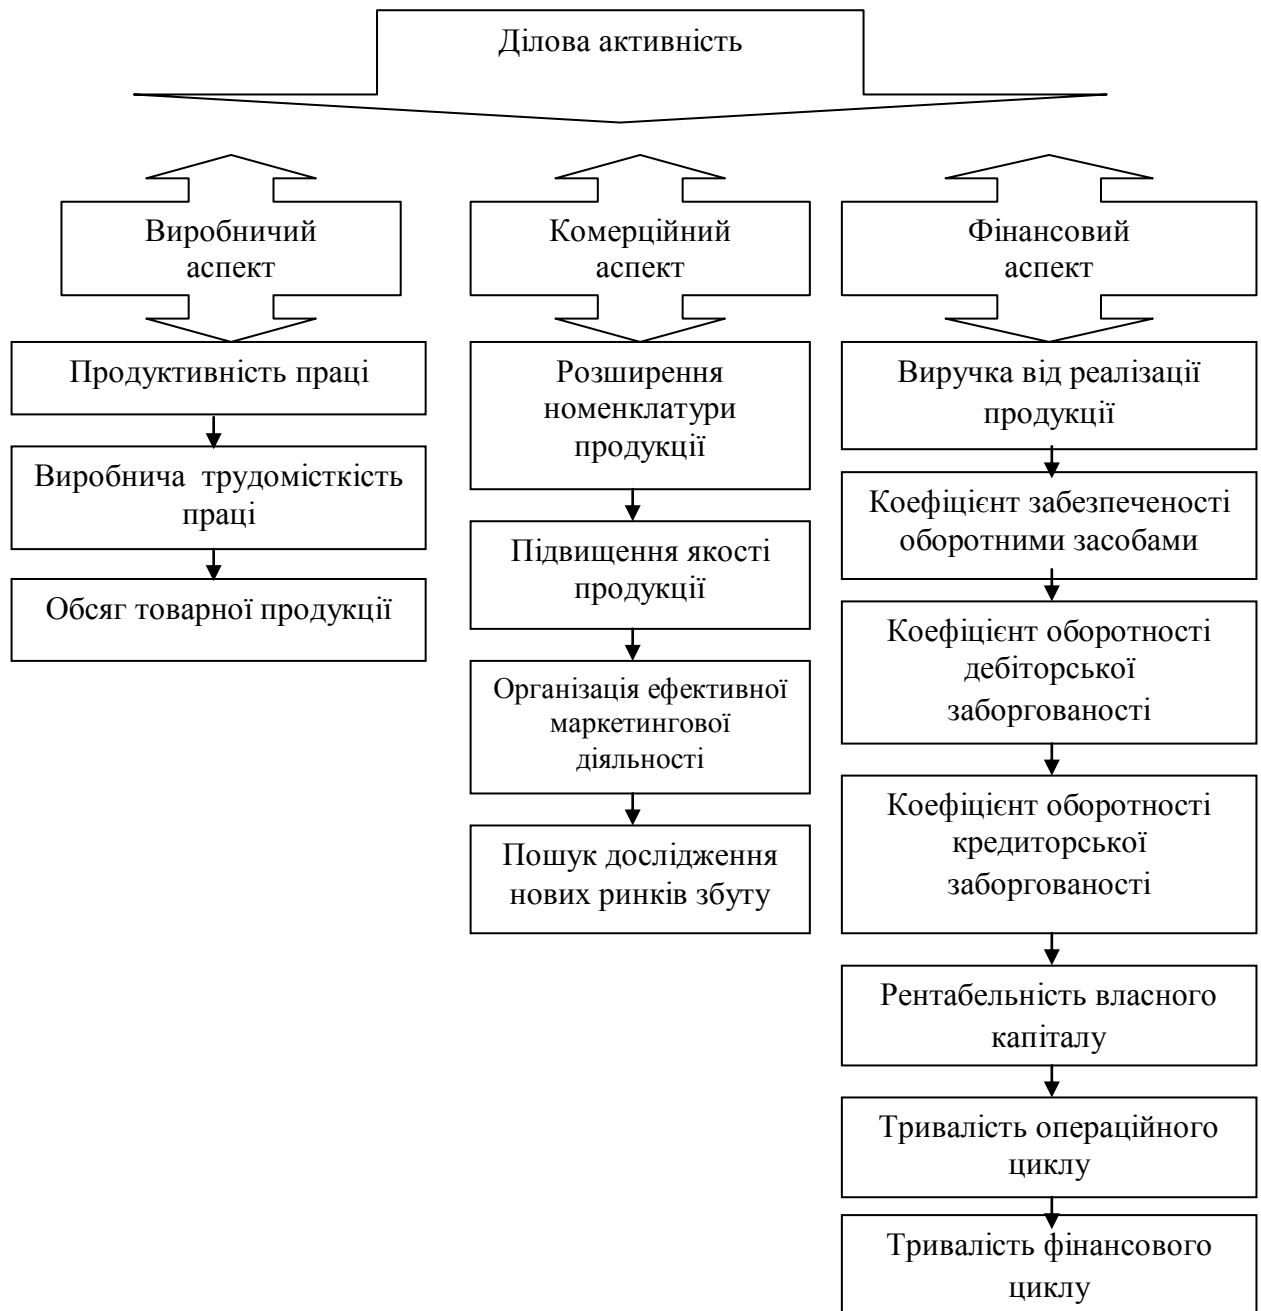 Ділова активність
Виробничий
аспект
Продуктивність праці
Виробнича  трудомісткість
праці
Обсяг товарної продукції
Комерційний
аспект
Розширення
номенклатури
продукції
Підвищення якості
продукції
Організація ефективної
маркетингової
діяльності
Пошук дослідження
нових ринків збуту
Фінансовий
аспект
Виручка від реалізації
продукції
Коефіцієнт забезпеченості
оборотними засобами
Коефіцієнт оборотності
дебіторської
заборгованості
Коефіцієнт оборотності
кредиторської
заборгованості
Рентабельність власного
капіталу
Тривалість операційного
циклу
Тривалість фінансового
циклу